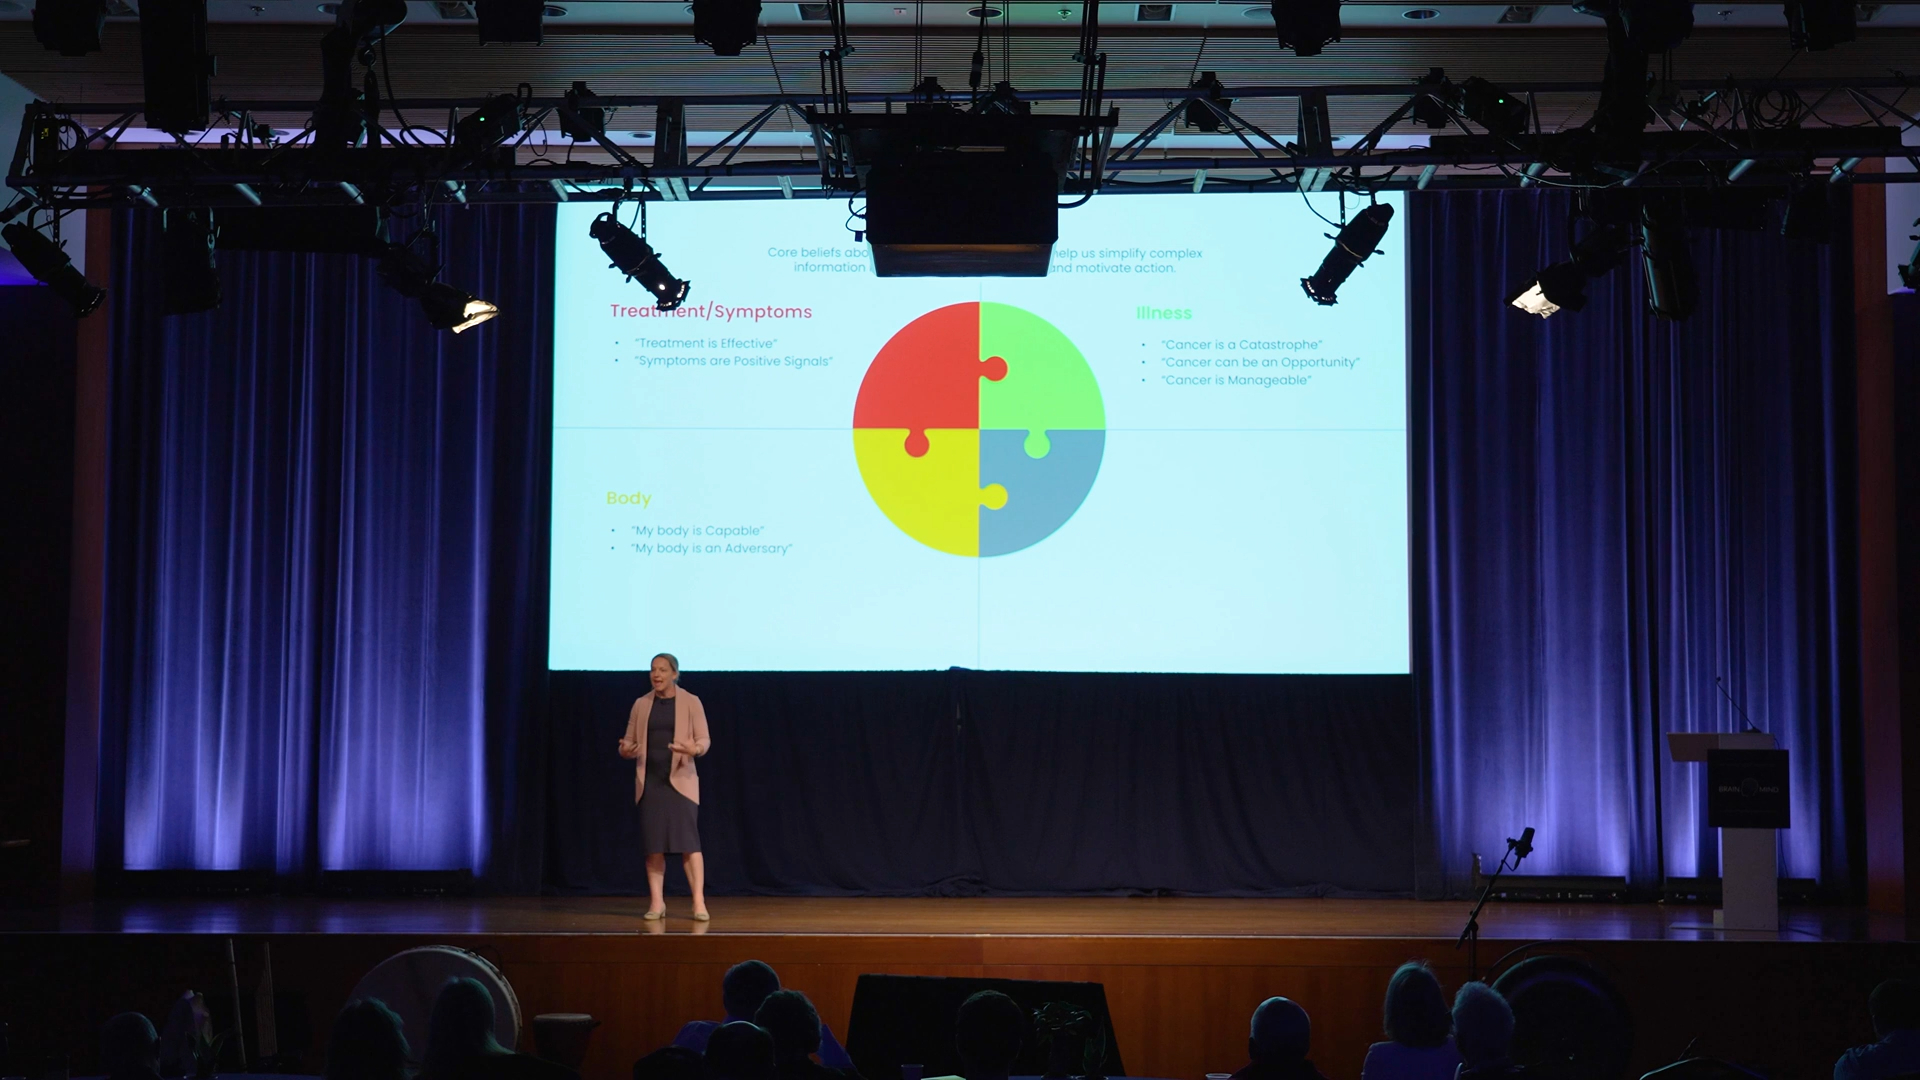 Core beliefs abo help us simplify complex
information and motivate action.
Treatment/Symptoms
• "Treatment is Effective"
• "Symptoms are Positive Signals"
Illness
• "Cancer is a Catastrophe"
• "Cancer can be an Opportunity"
• "Cancer is Manageable"
Body
• "My body is Capable"
• "My body is an Adversary"
BRAIN MIND